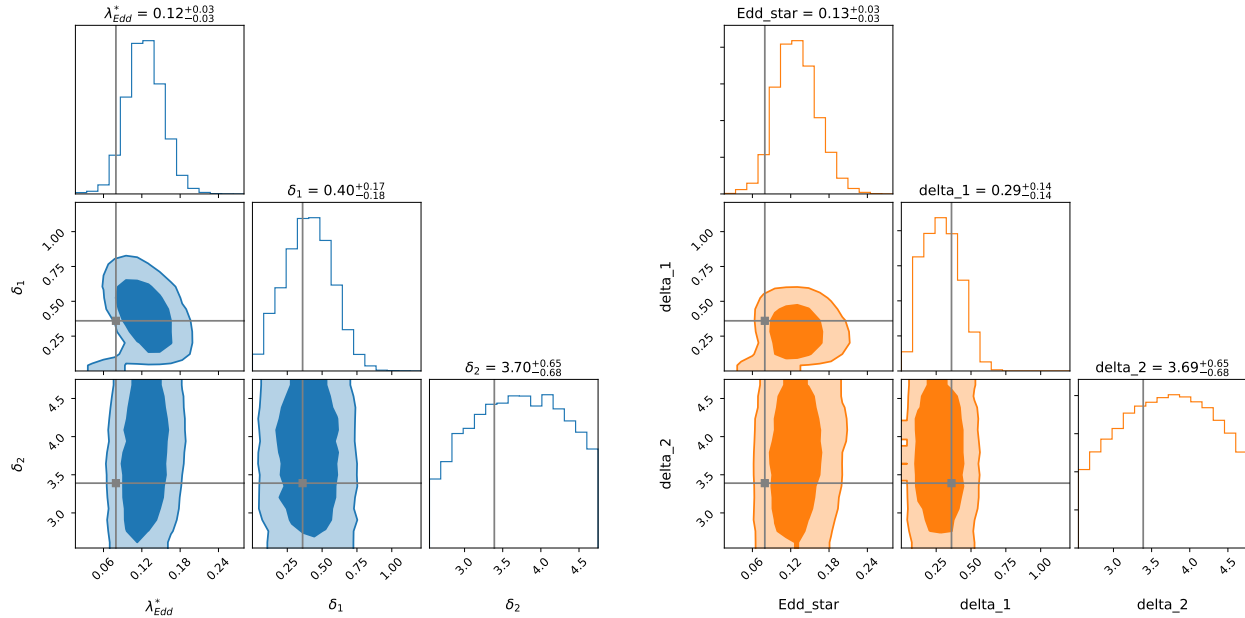 λ*Edd = 0.12+0.03−0.03
δ1 = 0.40+0.17−0.18
δ2 = 3.70+0.65−0.68
1.00
0.75
0.50
0.25
δ1
4.5
4.0
3.5
3.0
δ2
0.06 0.12 0.18 0.24
λ*Edd
0.25 0.50 0.75 1.00
δ1
3.0 3.5 4.0 4.5
δ2
Edd_star = 0.13+0.03−0.03
delta_1 = 0.29+0.14−0.14
delta_2 = 3.69+0.65−0.68
1.00
0.75
0.50
0.25
delta_1
4.5
4.0
3.5
3.0
delta_2
0.06 0.12 0.18 0.24
Edd_star
0.25 0.50 0.75 1.00
delta_1
3.0 3.5 4.0 4.5
delta_2